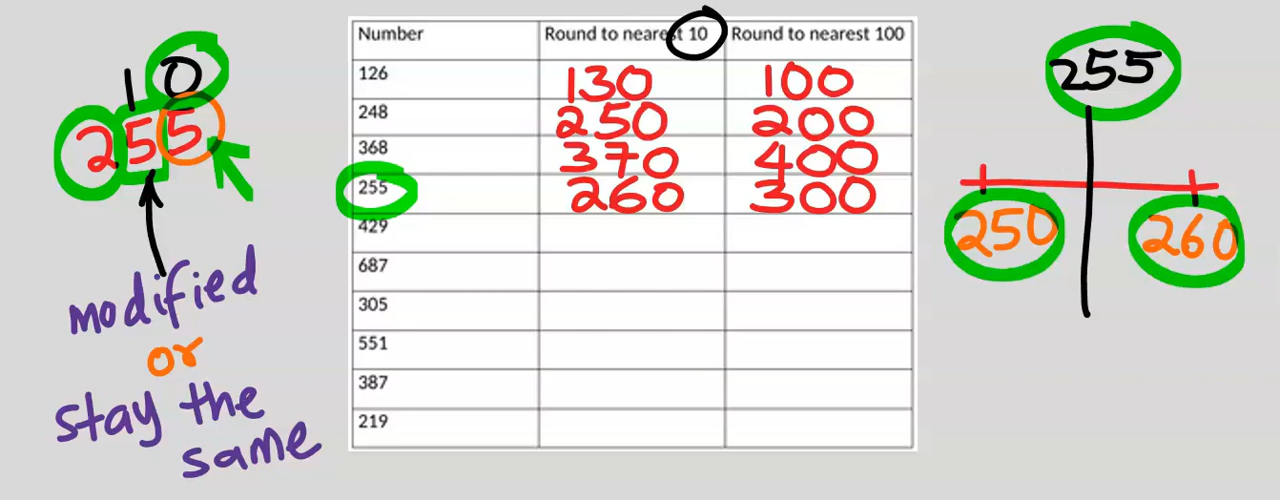 10
255
modified
or
stay the
same
Number Round to nearest 10 Round to nearest 100
126 130 100
248 250 200
368 370 400
255 260 300
429
687
305
551
387
219
255
250 260